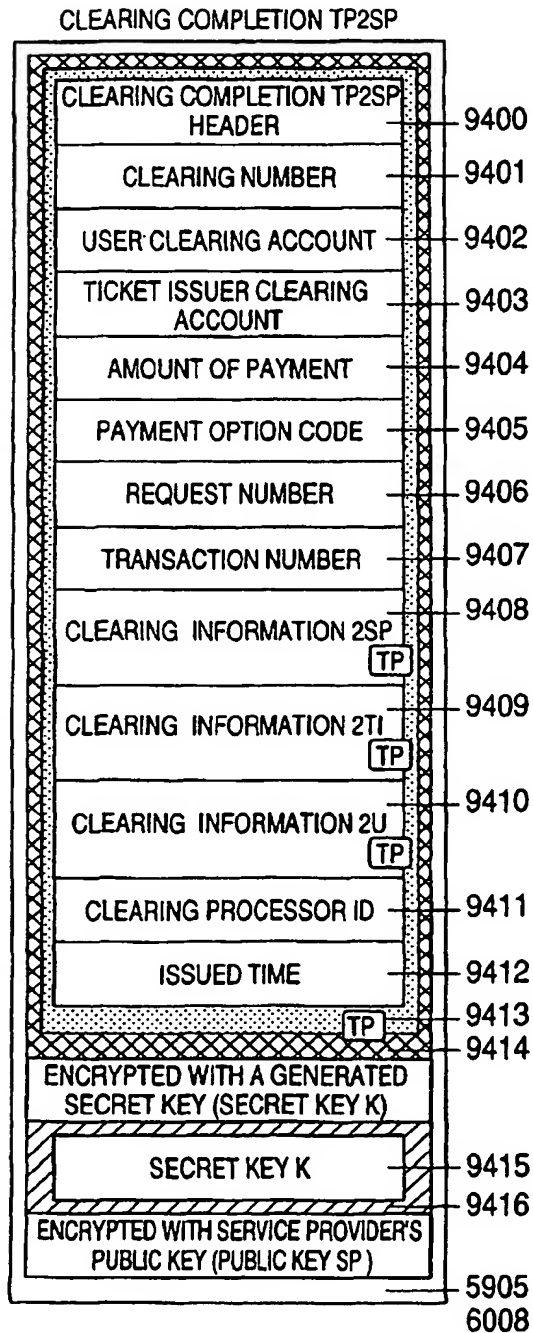 CLEARING COMPLETION TP2SP
CLEARING COMPLETION TP2SP
HEADER
9400
CLEARING NUMBER
9401
USER CLEARING ACCOUNT
9402
TICKET ISSUER CLEARING
ACCOUNT
9403
AMOUNT OF PAYMENT
9404
PAYMENT OPTION CODE
9405
REQUEST NUMBER
9406
TRANSACTION NUMBER
9407
9408
CLEARING INFORMATION 2SP
TP
9409
CLEARING INFORMATION 2TI
TP
9410
CLEARING INFORMATION 2U
TP
CLEARING PROCESSOR ID
9411
ISSUED TIME
9412
TP
9413
9414
ENCRYPTED WITH A GENERATED
SECRET KEY (SECRET KEY K)
SECRET KEY K
9415
9416
ENCRYPTED WITH SERVICE PROVIDER'S
PUBLIC KEY (PUBLIC KEY SP)
5905
6008